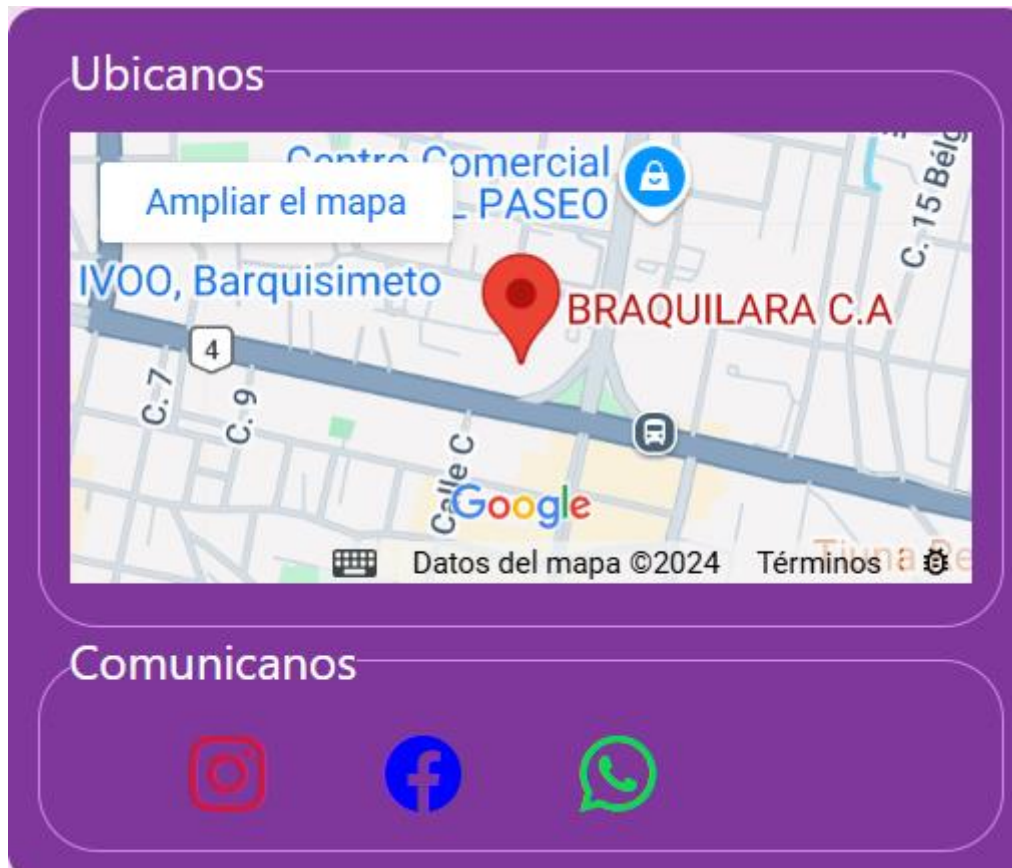 Ubicanos
Centro Comercial
Ampliar el mapa
PASEO
C. 15 Bélg
IVOO, Barquisimeto
BRAQUILARA C.A
4
C. 7
C. 9
Calle C
Google
Datos del mapa ©2024 Términos
Comunicanos